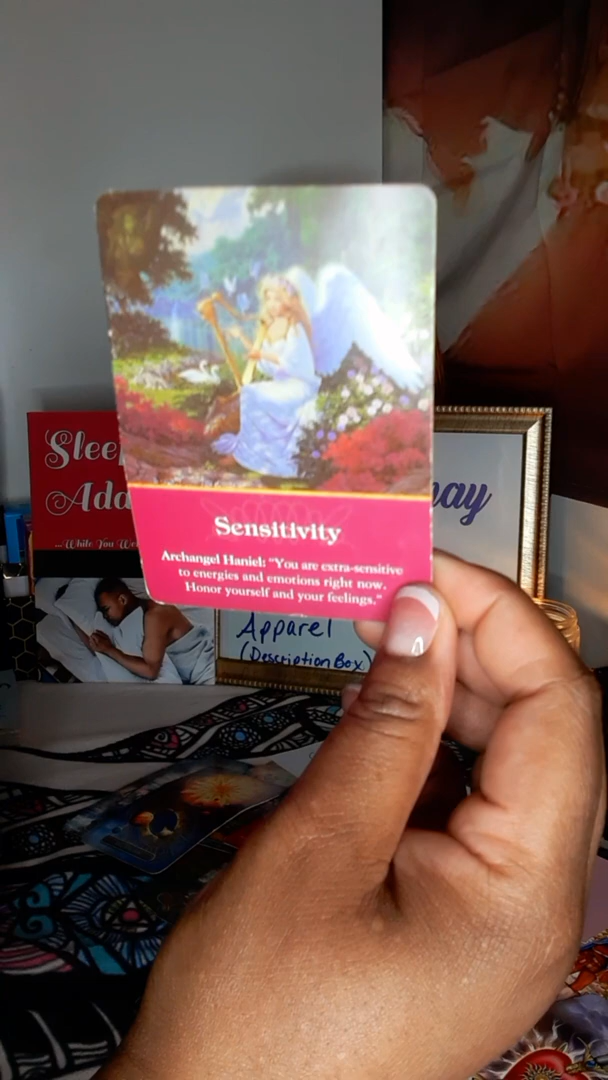 Sensitivity
Archangel Haniel: "You are extra-sensitive
to energies and emotions right now.
Honor yourself and your feelings."
Apparel
(Description Box)